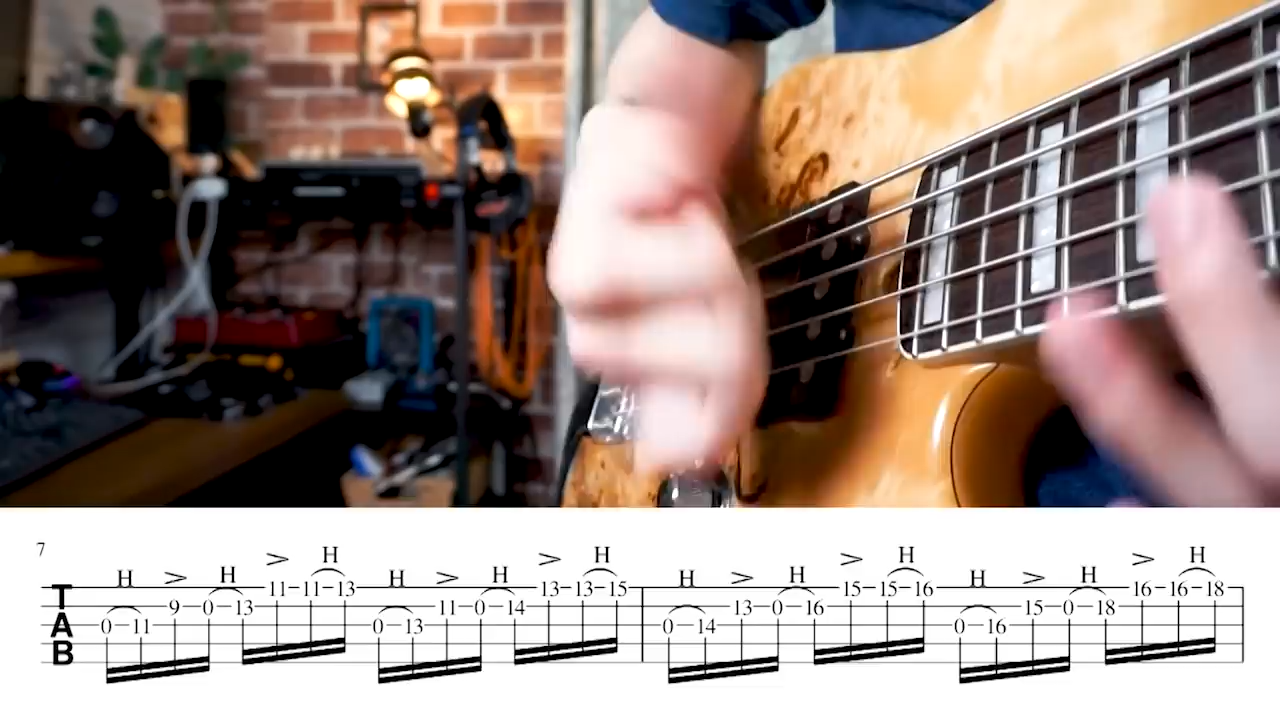 7
H > H > H H > H > H H > H > H H > H > H
T 11 11 13 13 13 15 15 15 16 16 16 18
A 9 0 13 11 0 14 13 0 16 15 0 18
B 0 11 0 13 0 14 0 16